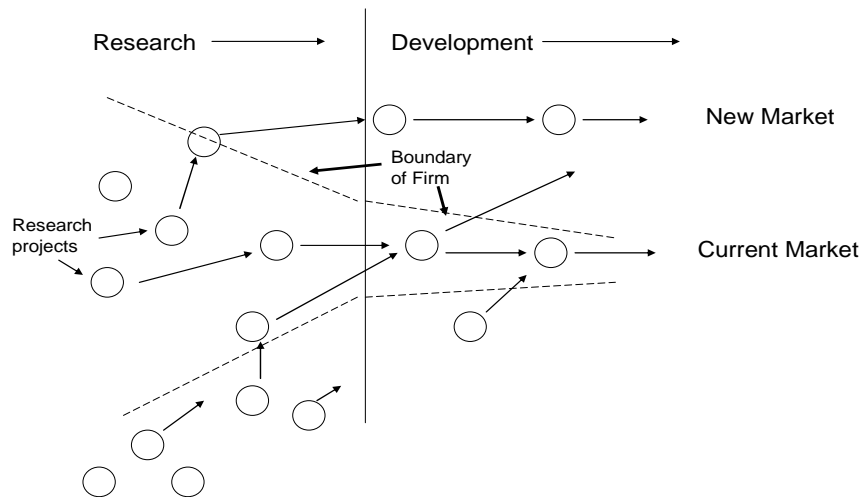 Research
Development
New Market
Boundary
of Firm
Research
projects
Current Market